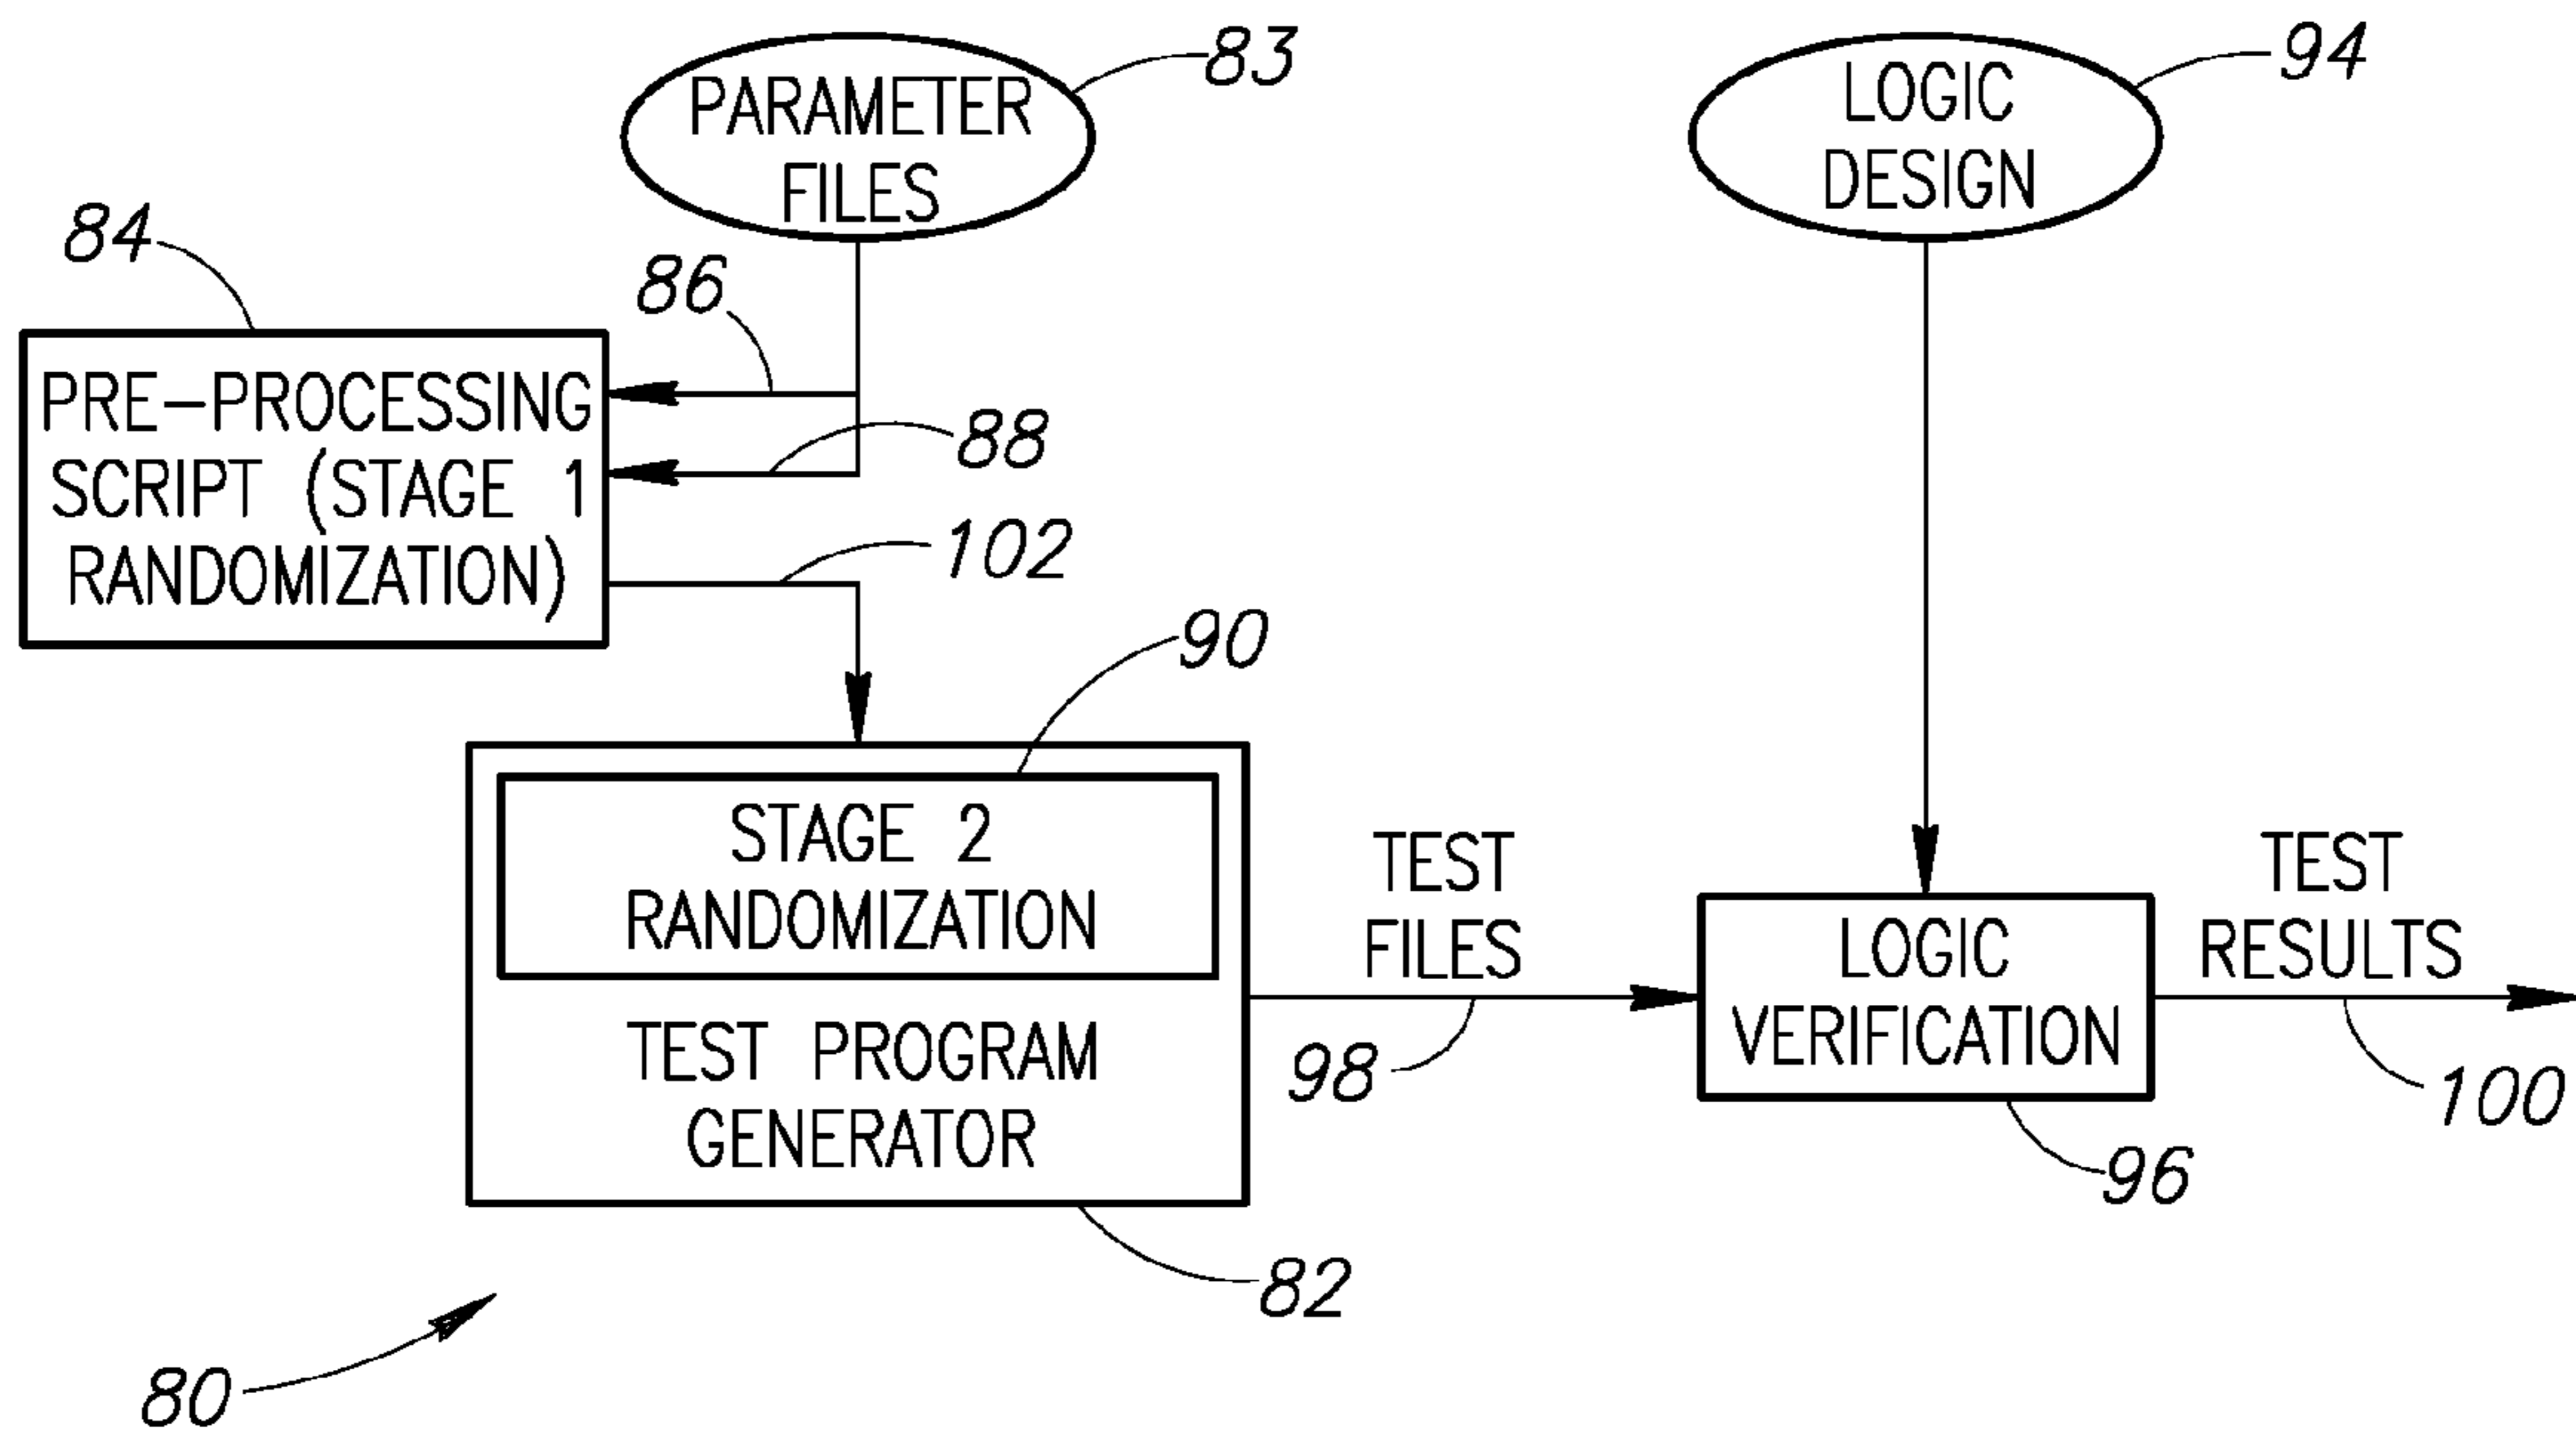 PARAMETER
FILES
83
LOGIC
DESIGN
94
84
86
PRE-PROCESSING
SCRIPT (STAGE 1
RANDOMIZATION)
88
102
90
STAGE 2
RANDOMIZATION
TEST PROGRAM
GENERATOR
82
TEST
FILES
98
LOGIC
VERIFICATION
96
TEST
RESULTS
100
80